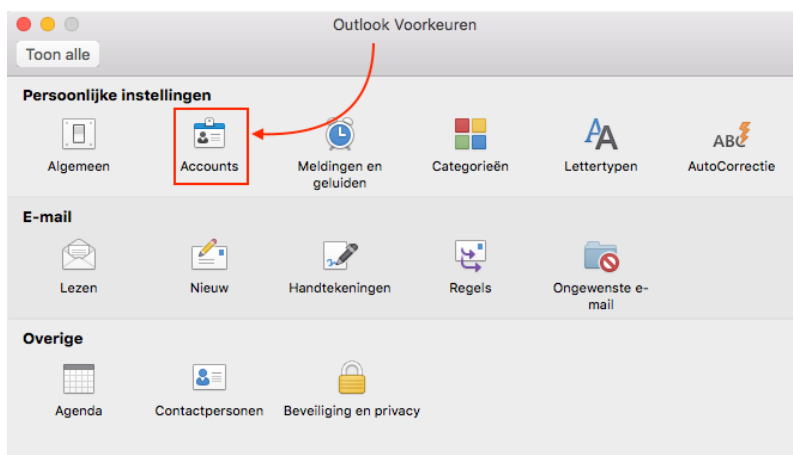 Outlook Voorkeuren
Toon alle
Persoonlijke instellingen
ABC
Algemeen
Accounts
Meldingen en
geluiden
Categorieën
Lettertypen
AutoCorrectie
E-mail
Lezen
Nieuw
Handtekeningen
Regels
Ongewenste e-
mail
Overige
Agenda
Contactpersonen
Beveiliging en privacy